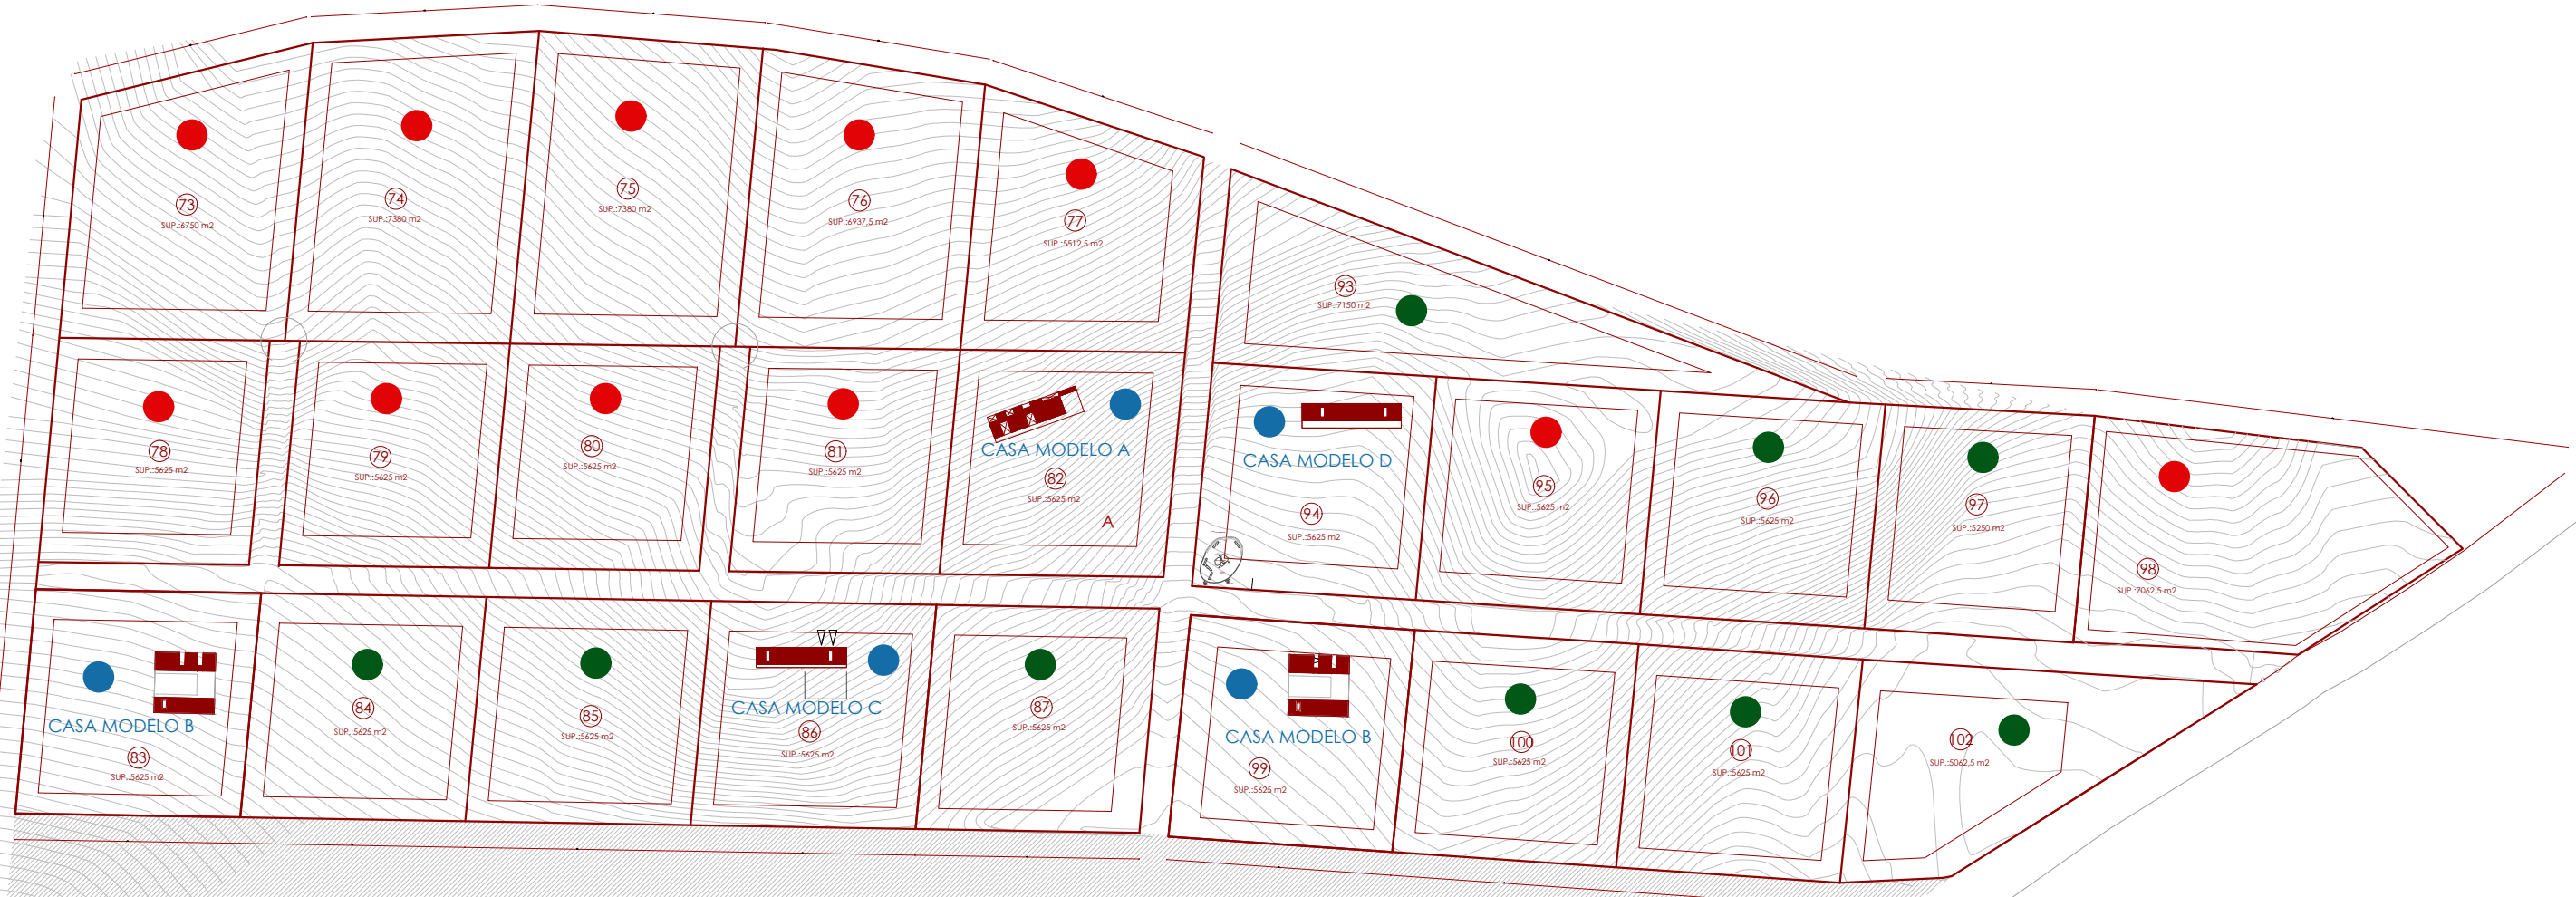 73
SUP.:6750 m2
74
SUP.:7380 m2
75
SUP.:7380 m2
76
SUP.:6937,5 m2
77
SUP.:5512,5 m2
93
SUP.:7150 m2
78
SUP.:5625 m2
79
SUP.:5625 m2
80
SUP.:5625 m2
81
SUP.:5625 m2
CASA MODELO A
82
SUP.:5625 m2
A
CASA MODELO D
94
SUP.:5625 m2
95
SUP.:5625 m2
96
SUP.:5625 m2
97
SUP.:5250 m2
98
SUP.:7062,5 m2
CASA MODELO B
83
SUP.:5625 m2
84
SUP.:5625 m2
85
SUP.:5625 m2
CASA MODELO C
86
SUP.:5625 m2
87
SUP.:5625 m2
CASA MODELO B
99
SUP.:5625 m2
100
SUP.:5625 m2
101
SUP.:5625 m2
102
SUP.:5062,5 m2